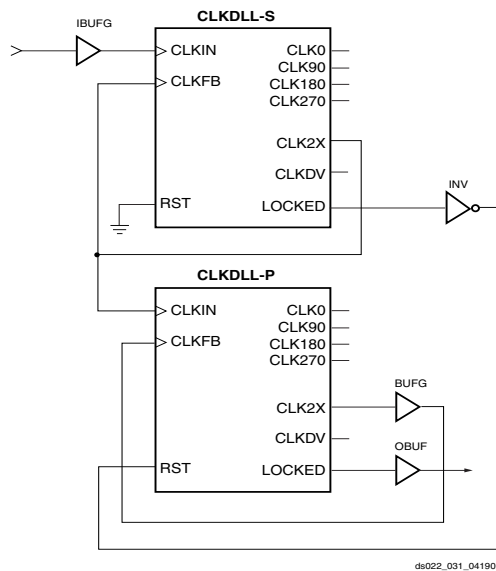 CLKDLL-S
IBUFG
CLKIN
CLKFB
RST
CLK0
CLK90
CLK180
CLK270
CLK2X
CLKDV
LOCKED
INV
CLKDLL-P
CLKIN
CLKFB
RST
CLK0
CLK90
CLK180
CLK270
CLK2X
CLKDV
LOCKED
BUFG
OBUF
ds022_031_04190